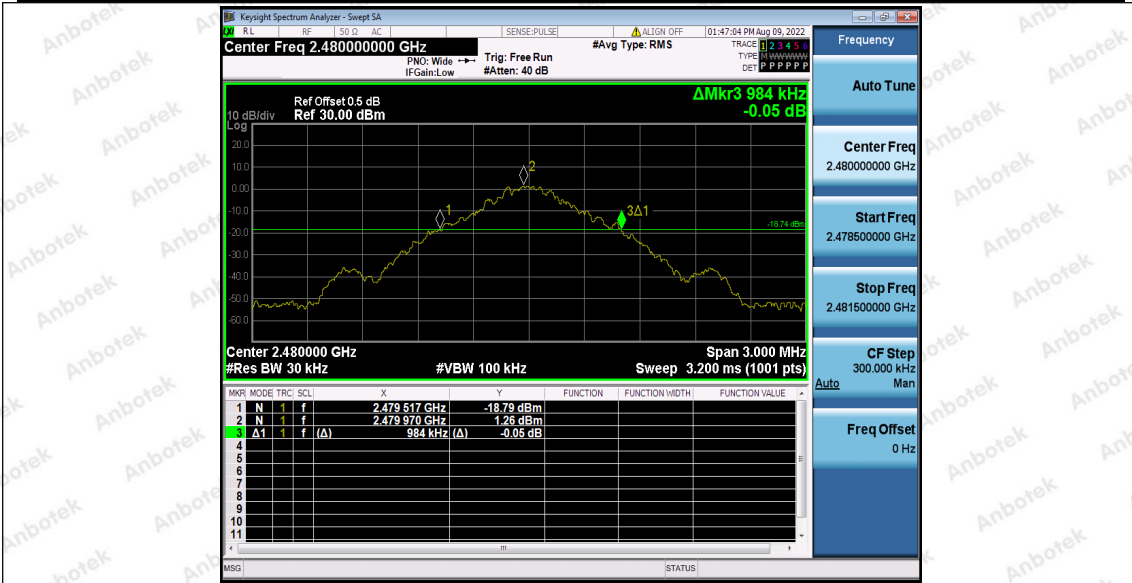 Keysight Spectrum Analyzer - Swept SA
RL RF 50 Ω AC SENSE:PULSE ALIGN OFF 01:47:04 PM Aug 09, 2022
Center Freq 2.480000000 GHz
PNO: Wide
IFGain:Low
Trig: Free Run
#Atten: 40 dB
#Avg Type: RMS
TRACE 1 2 3 4 5 6
TYPE M WWWWW
DET P P P P P P
ΔMkr3 984 kHz
-0.05 dB
Ref Offset 0.5 dB
10 dB/div Ref 30.00 dBm
Log
20.0
10.0
0.00
-10.0
-20.0
-30.0
-40.0
-50.0
-60.0
1
2
3Δ1
-18.74 dBm
Center 2.480000 GHz Span 3.000 MHz
#Res BW 30 kHz #VBW 100 kHz Sweep 3.200 ms (1001 pts)
MKR MODE TRC SCL X Y FUNCTION FUNCTION WIDTH FUNCTION VALUE
1 N 1 f 2.479 517 GHz -18.79 dBm
2 N 1 f 2.479 970 GHz 1.26 dBm
3 Δ1 1 f (Δ) 984 kHz (Δ) -0.05 dB
4
5
6
7
8
9
10
11
MSG STATUS
Frequency
Auto Tune
Center Freq
2.480000000 GHz
Start Freq
2.478500000 GHz
Stop Freq
2.481500000 GHz
CF Step
300.000 kHz
Auto Man
Freq Offset
0 Hz
Anbotek